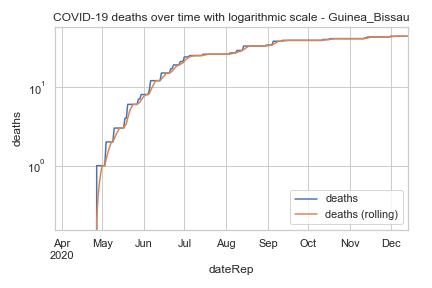 COVID-19 deaths over time with logarithmic scale - Guinea_Bissau
deaths
10¹
10⁰
deaths
deaths (rolling)
Apr May Jun Jul Aug Sep Oct Nov Dec
2020
dateRep